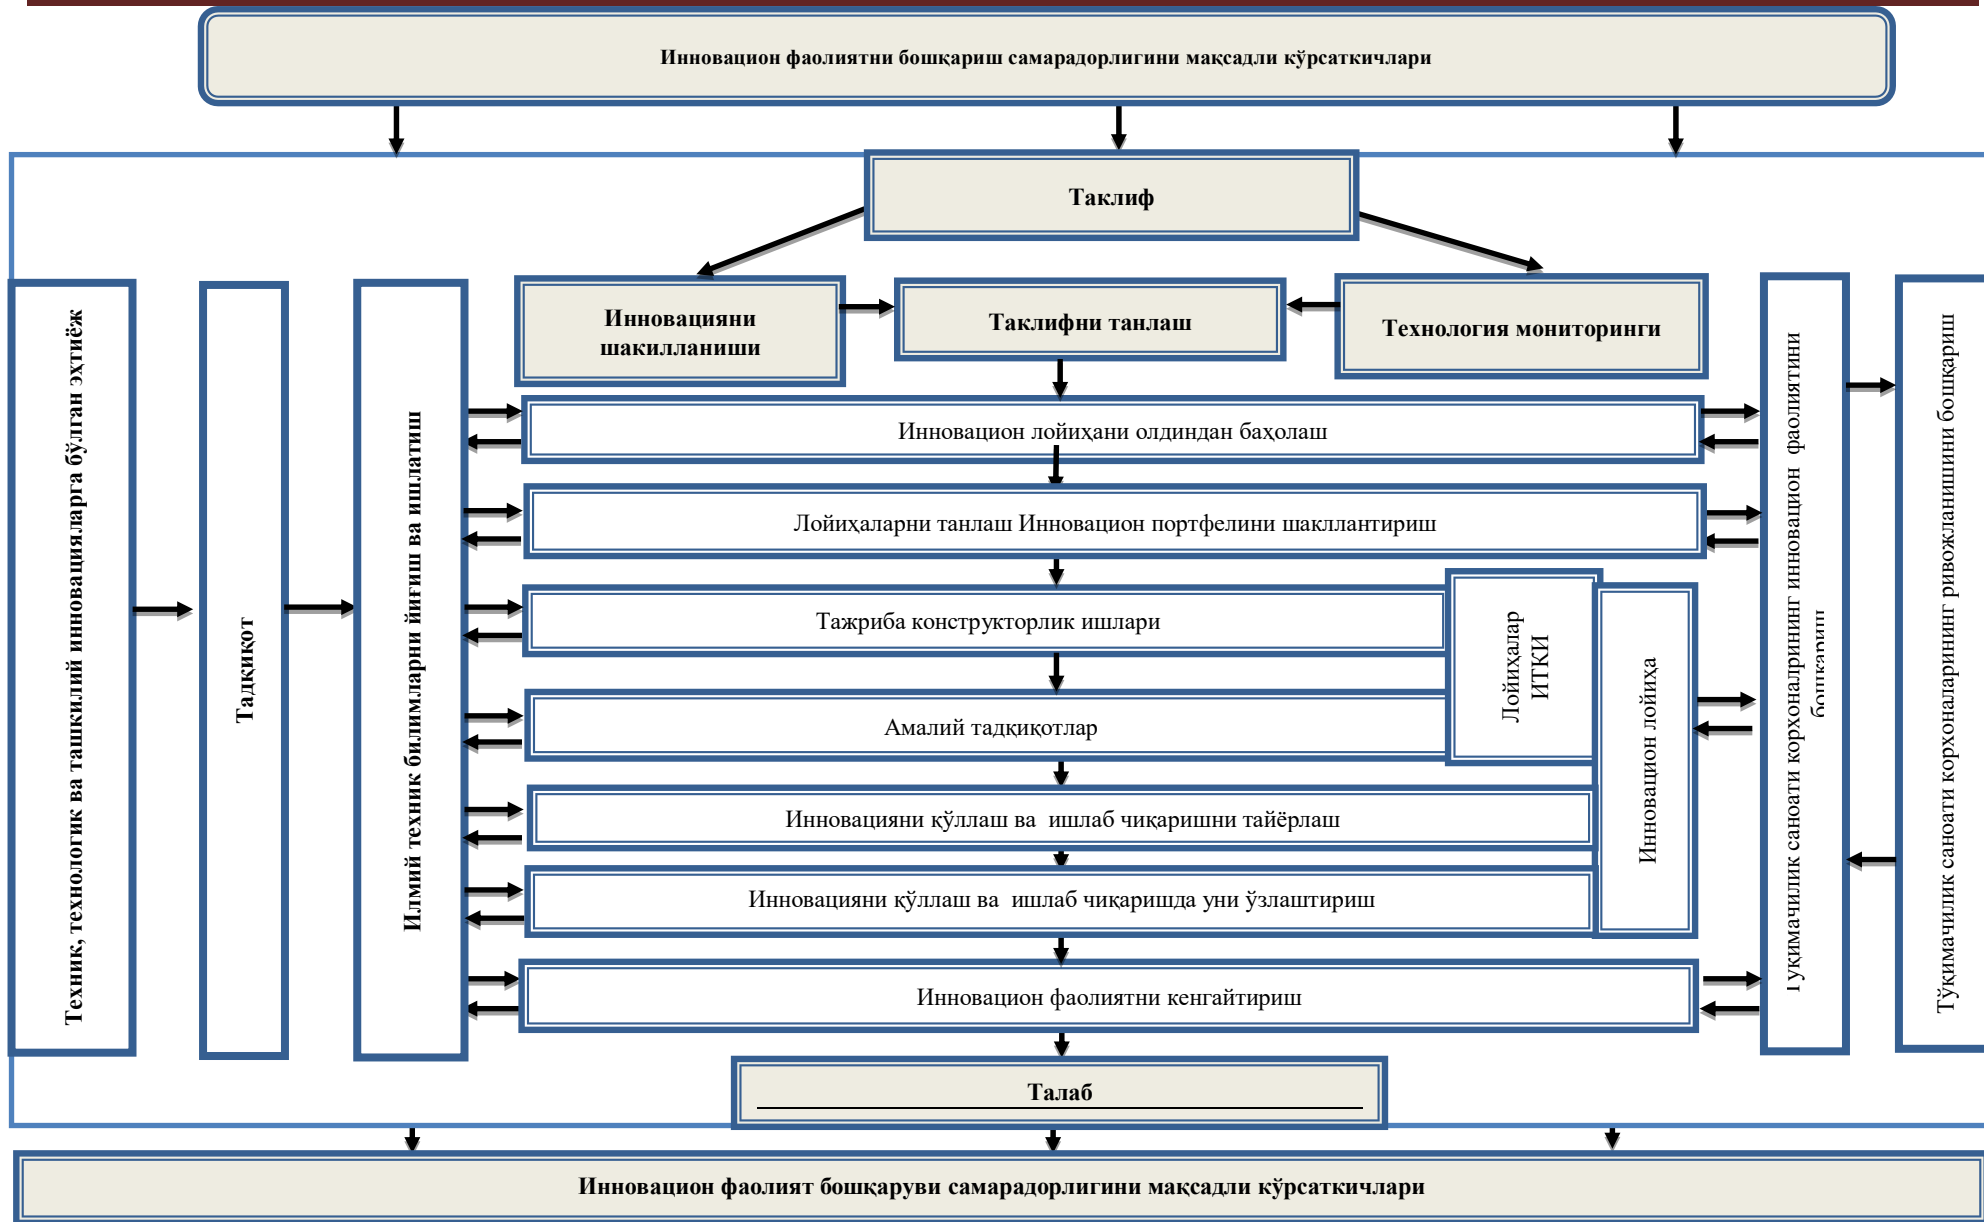 Инновацион фаолиятни бошқариш самарадорлигини мақсадли кўрсаткичлари
Таклиф
Инновацияни
шакилланиши
Таклифни танлаш
Технология мониторинги
Техник, технологик ва ташкилий инновацияларга бўлган эҳтиёж
Тадқиқот
Илмий техник билимларни йиғиш ва ишлатиш
Инновацион лойиҳани олдиндан баҳолаш
Лойиҳаларни танлаш Инновацион портфелини шакллантириш
Тажриба конструкторлик ишлари
Амалий тадқиқотлар
Лойиҳалар
ИТКИ
Инновацион лойиҳа
Инновацияни қўллаш ва ишлаб чиқаришни тайёрлаш
Инновацияни қўллаш ва ишлаб чиқаришда уни ўзлаштириш
Инновацион фаолиятни кенгайтириш
Тўқимачилик саноати корхоналрининг инновацион фаолиятини
бошқариш
Тўқимачилик саноати корхоналарининг ривожланишини бошқариш
Талаб
Инновацион фаолият бошқаруви самарадорлигини мақсадли кўрсаткичлари